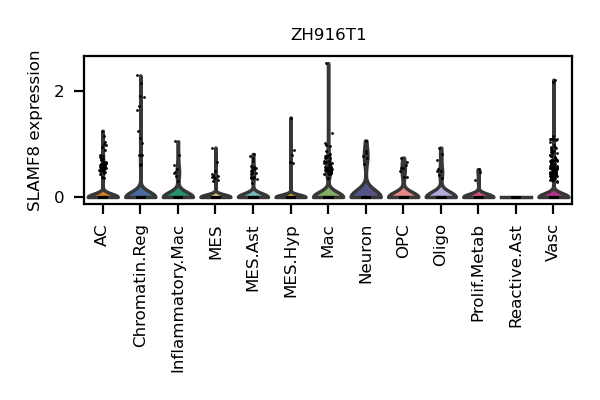 ZH916T1
SLAMF8 expression
2
0
AC
Chromatin.Reg
Inflammatory.Mac
MES
MES.Ast
MES.Hyp
Mac
Neuron
OPC
Oligo
Prolif.Metab
Reactive.Ast
Vasc